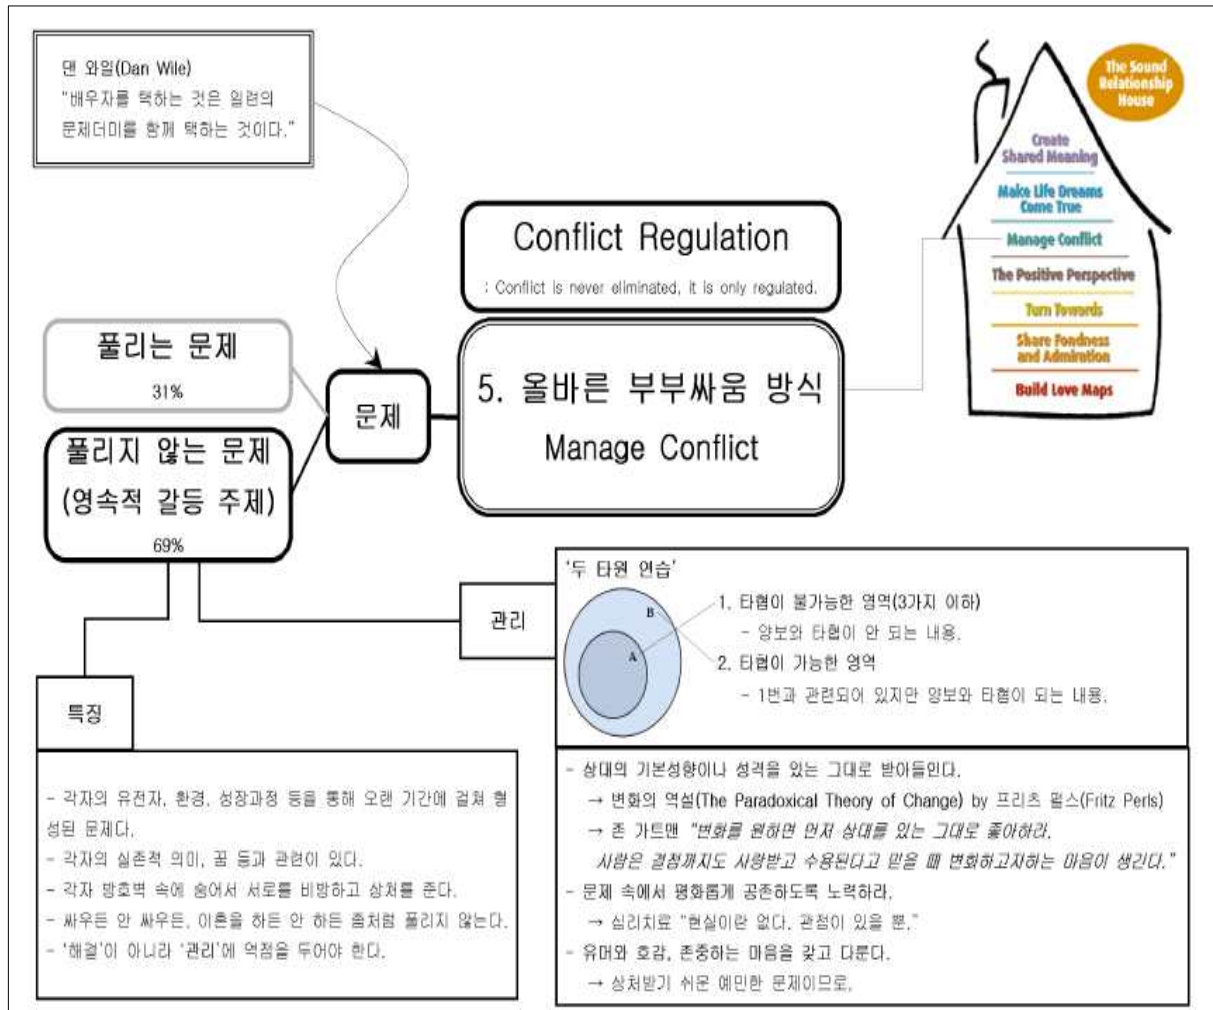 댄 와일(Dan Wile)
"배우자를 택하는 것은 일련의
문제더미를 함께 택하는 것이다."
The Sound
Relationship
House
Create
Shared Meaning
Make Life Dreams
Come True
Manage Conflict
The Positive Perspective
Turn Towards
Share Fondness
and Admiration
Build Love Maps
Conflict Regulation
: Conflict is never eliminated, it is only regulated.
5. 올바른 부부싸움 방식
Manage Conflict
문제
풀리는 문제
31%
풀리지 않는 문제
(영속적 갈등 주제)
69%
특징
- 각자의 유전자, 환경, 성장과정 등을 통해 오랜 기간에 걸쳐 형
성된 문제다.
- 각자의 실존적 의미, 꿈 등과 관련이 있다.
- 각자 방호벽 속에 숨어서 서로를 비방하고 상처를 준다.
- 싸우든 안 싸우든, 이혼을 하든 안 하든 좀처럼 풀리지 않는다.
- '해결'이 아니라 '관리'에 역점을 두어야 한다.
관리
'두 타원 연습'
B
A
1. 타협이 불가능한 영역(3가지 이하)
- 양보와 타협이 안 되는 내용.
2. 타협이 가능한 영역
- 1번과 관련되어 있지만 양보와 타협이 되는 내용.
- 상대의 기본성향이나 성격을 있는 그대로 받아들인다.
→ 변화의 역설(The Paradoxical Theory of Change) by 프리츠 펄스(Fritz Perls)
→ 존 가트맨 "변화를 원하면 먼저 상대를 있는 그대로 좋아하라.
사람은 결점까지도 사랑받고 수용된다고 믿을 때 변화하고자하는 마음이 생긴다."
- 문제 속에서 평화롭게 공존하도록 노력하라.
→ 심리치료 "현실이란 없다. 관점이 있을 뿐."
- 유머와 호감, 존중하는 마음을 갖고 다룬다.
→ 상처받기 쉬운 예민한 문제이므로.